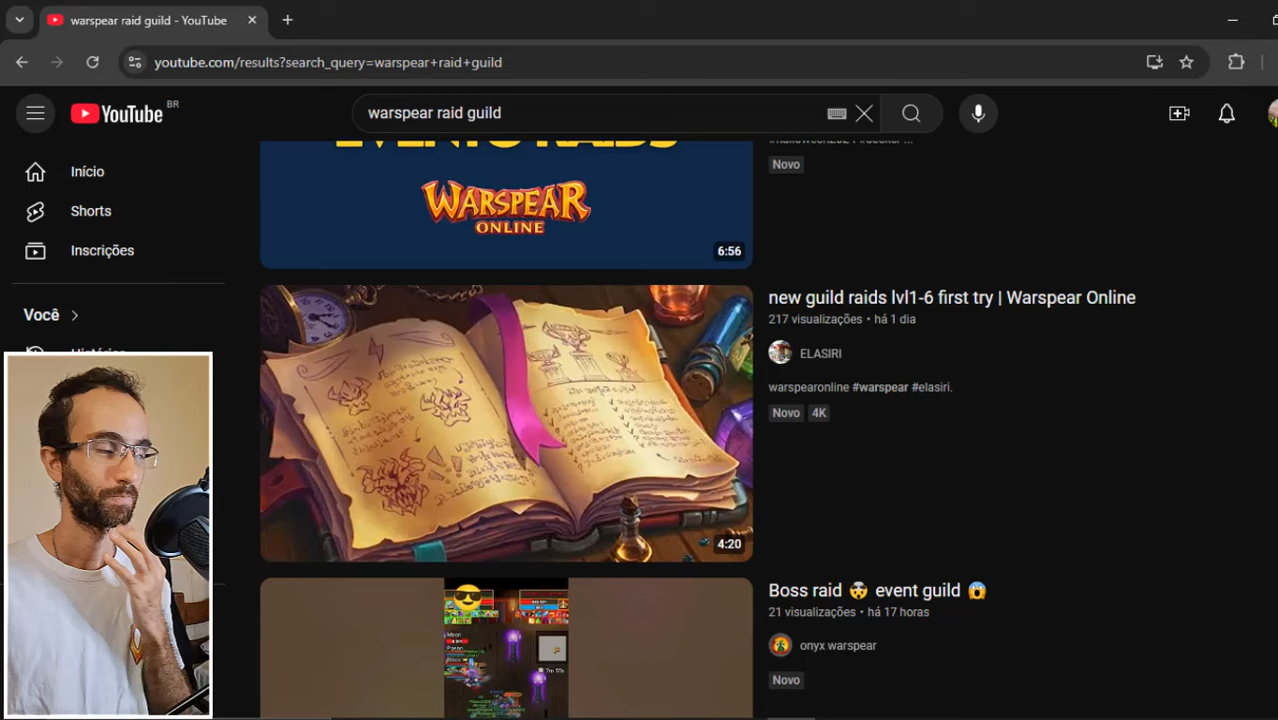 warspear raid guild - YouTube
youtube.com/results?search_query=warspear+raid+guild
YouTube BR
warspear raid guild
Início
Shorts
Inscrições
Você
EVENTO RAIDS
WARSPEAR
ONLINE
6:56
Novo
new guild raids lvl1-6 first try | Warspear Online
217 visualizações • há 1 dia
ELASIRI
warspearonline #warspear #elasiri.
Novo 4K
4:20
Boss raid 🤯 event guild 😱
21 visualizações • há 17 horas
onyx warspear
Novo